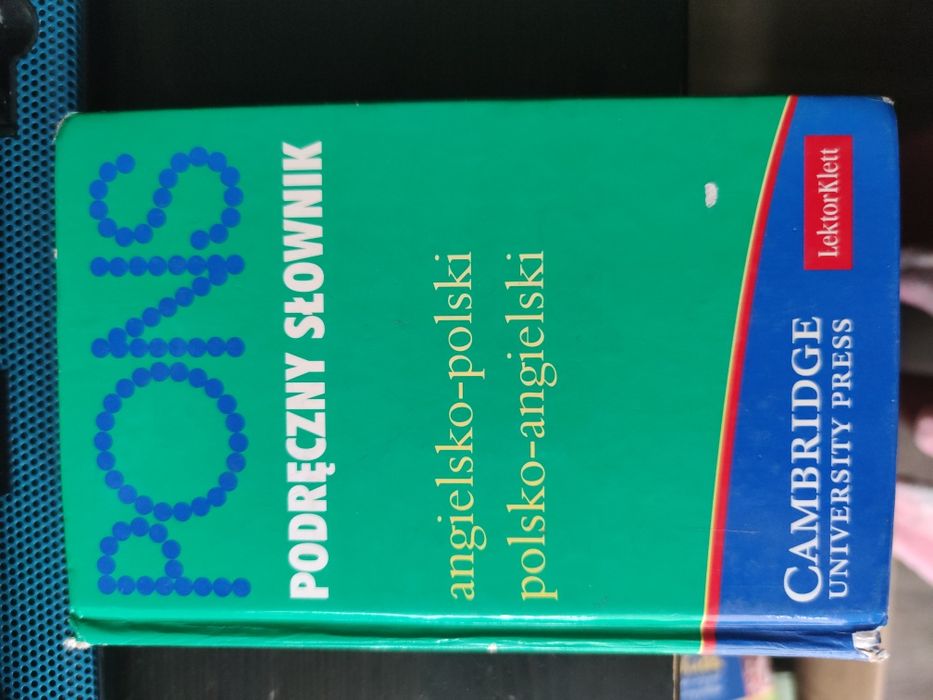 PONS
PODRĘCZNY SŁOWNIK
angielsko-polski
polsko-angielski
LektorKlett
CAMBRIDGE
UNIVERSITY PRESS